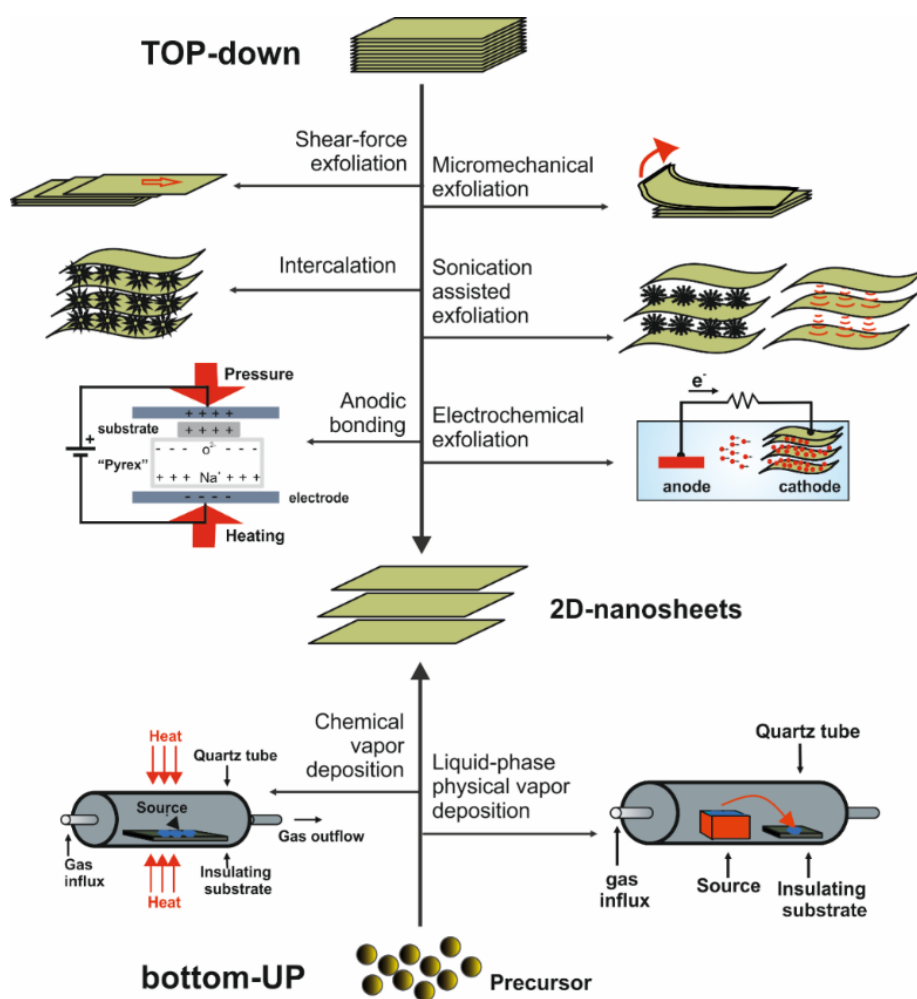 TOP-down
Shear-force
exfoliation
Micromechanical
exfoliation
Intercalation
Sonication
assisted
exfoliation
Pressure
+ + + +
substrate
+ + + +
+
"Pyrex"
- - - o²⁻ - - -
+ + + Na⁺ + + +
- - - -
electrode
Heating
Anodic
bonding
Electrochemical
exfoliation
e⁻
anode
cathode
2D-nanosheets
Chemical
vapor
deposition
Liquid-phase
physical vapor
deposition
Heat
Quartz tube
Source
Gas outflow
Gas
influx
Heat
Insulating
substrate
Quartz tube
gas
influx
Source
Insulating
substrate
bottom-UP
Precursor